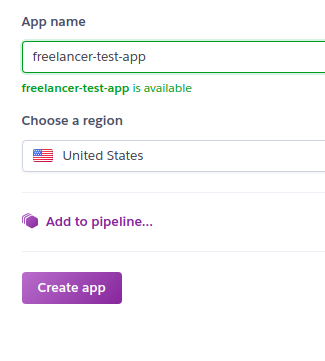 App name
freelancer-test-app
freelancer-test-app is available
Choose a region
United States
Add to pipeline...
Create app